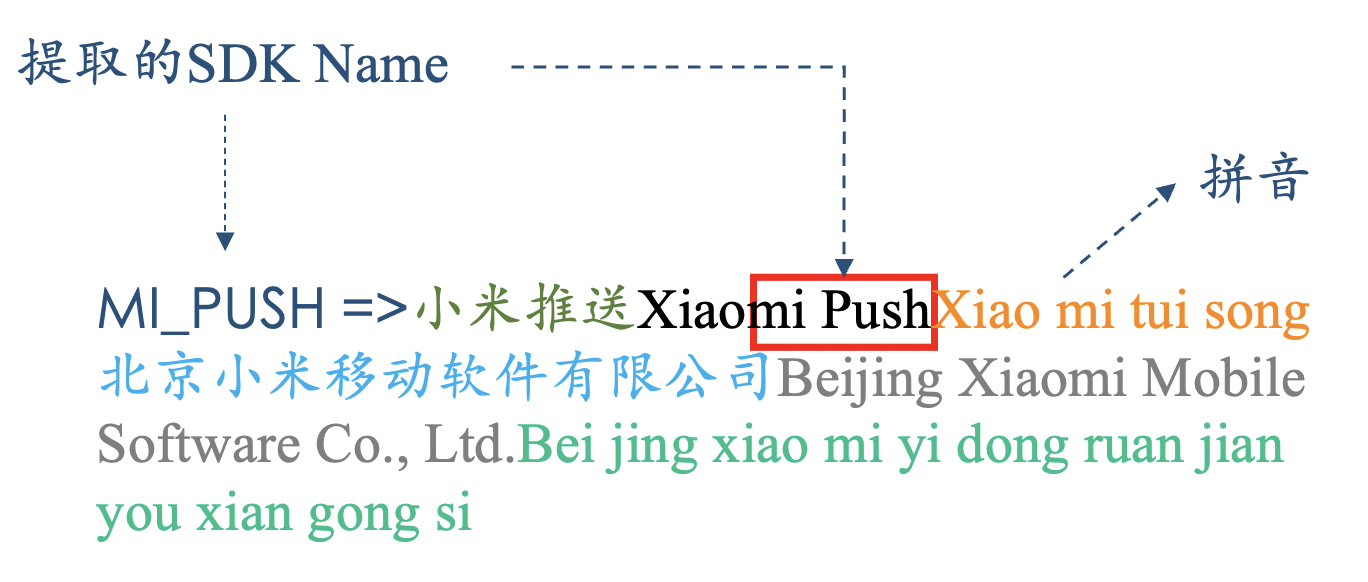 提取的SDK Name
拼音
MI_PUSH =>小米推送Xiaomi PushXiao mi tui song
北京小米移动软件有限公司Beijing Xiaomi Mobile
Software Co., Ltd.Bei jing xiao mi yi dong ruan jian
you xian gong si